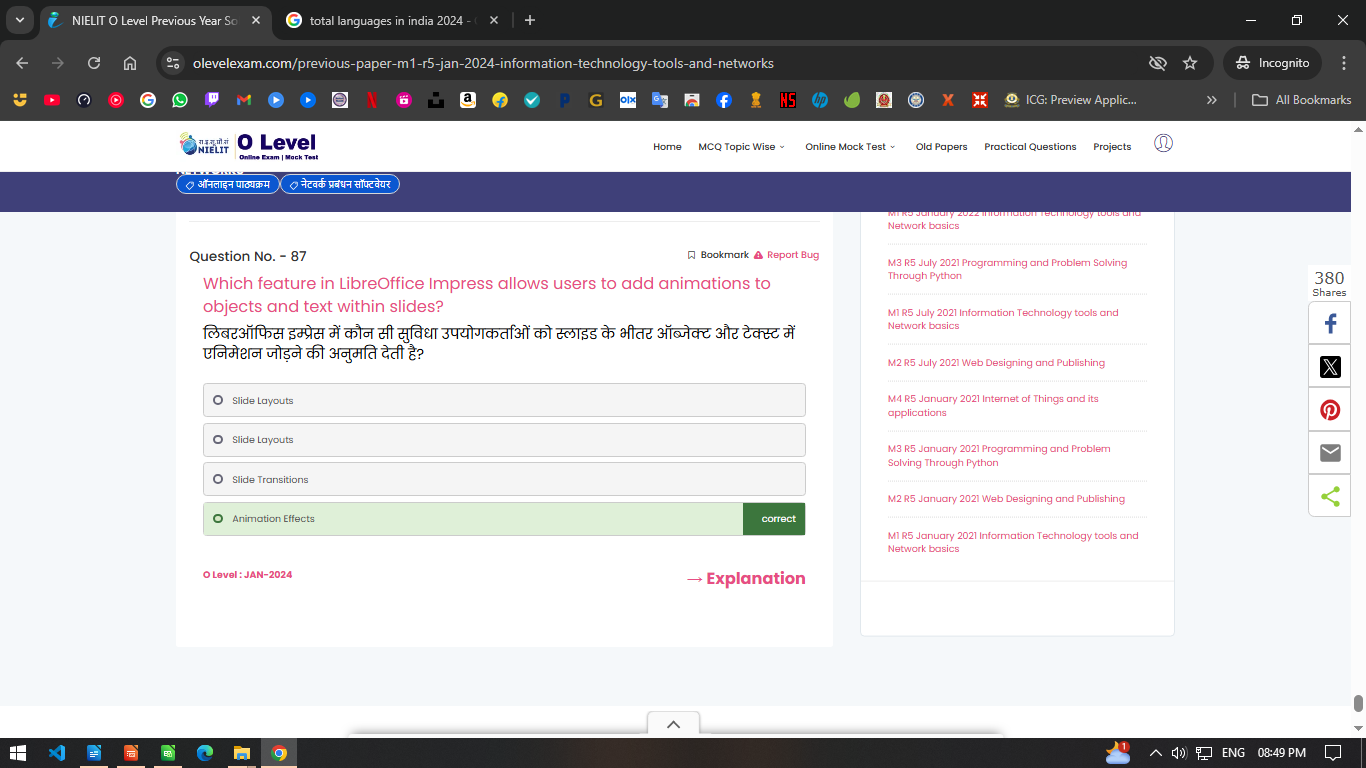 NIELIT O Level Previous Year So
total languages in india 2024 -
olevelexam.com/previous-paper-m1-r5-jan-2024-information-technology-tools-and-networks
Incognito
ICG: Preview Applic...
All Bookmarks
रा.इ.सू.प्रौ.सं
NIELIT
O Level
Online Exam | Mock Test
Home
MCQ Topic Wise
Online Mock Test
Old Papers
Practical Questions
Projects
ऑनलाइन पाठ्यक्रम
नेटवर्क प्रबंधन सॉफ्टवेयर
Question No. - 87
Bookmark
Report Bug
Which feature in LibreOffice Impress allows users to add animations to
objects and text within slides?
लिबरऑफिस इम्प्रेस में कौन सी सुविधा उपयोगकर्ताओं को स्लाइड के भीतर ऑब्जेक्ट और टेक्स्ट में
एनिमेशन जोड़ने की अनुमति देती है?
Slide Layouts
Slide Layouts
Slide Transitions
Animation Effects
correct
O Level : JAN-2024
→ Explanation
M1 R5 January 2022 Information Technology tools and
Network basics
M3 R5 July 2021 Programming and Problem Solving
Through Python
M1 R5 July 2021 Information Technology tools and
Network basics
M2 R5 July 2021 Web Designing and Publishing
M4 R5 January 2021 Internet of Things and its
applications
M3 R5 January 2021 Programming and Problem
Solving Through Python
M2 R5 January 2021 Web Designing and Publishing
M1 R5 January 2021 Information Technology tools and
Network basics
380
Shares
1
ENG
08:49 PM